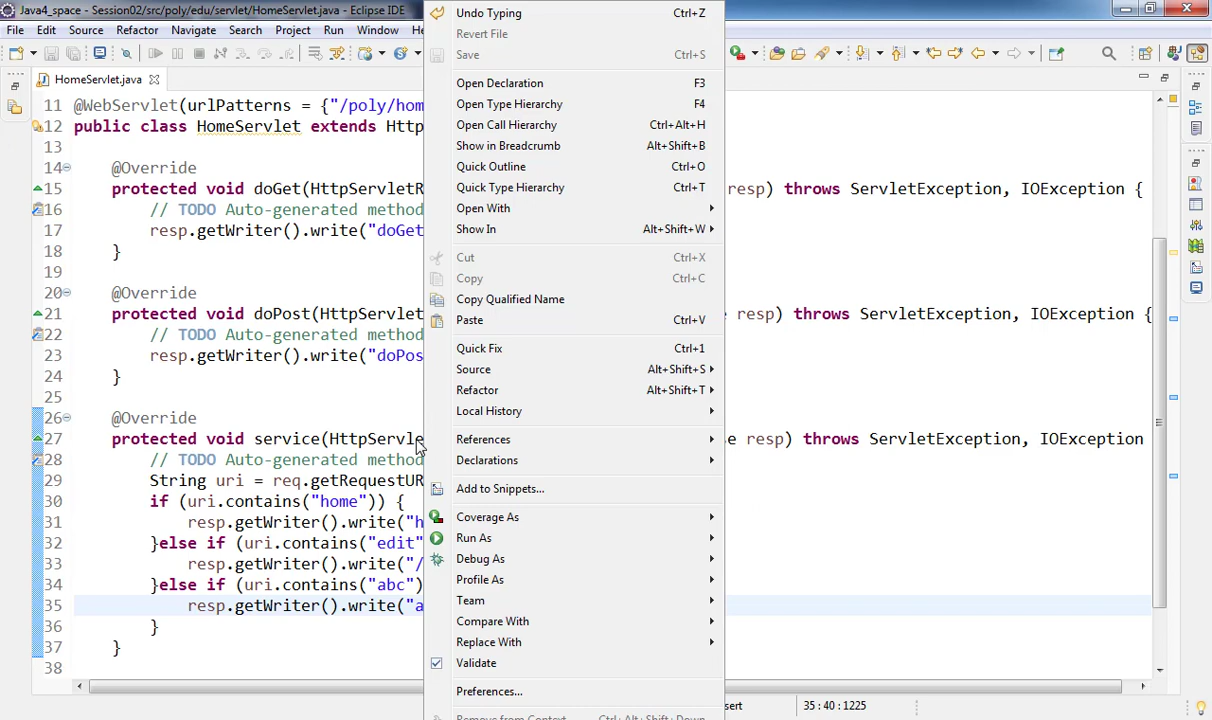 Java4_space - Session02/src/poly/edu/servlet/HomeServlet.java - Eclipse IDE
File Edit Source Refactor Navigate Search Project Run Window
HomeServlet.java
11 @WebServlet(urlPatterns = {"/poly/hom
12 public class HomeServlet extends Http
13
14 @Override
15 protected void doGet(HttpServletR resp) throws ServletException, IOException {
16 // TODO Auto-generated method
17 resp.getWriter().write("doGet
18 }
19
20 @Override
21 protected void doPost(HttpServlet e resp) throws ServletException, IOException {
22 // TODO Auto-generated method
23 resp.getWriter().write("doPos
24 }
25
26 @Override
27 protected void service(HttpServle se resp) throws ServletException, IOException
28 // TODO Auto-generated method
29 String uri = req.getRequestUR
30 if (uri.contains("home")) {
31 resp.getWriter().write("h
32 }else if (uri.contains("edit"
33 resp.getWriter().write("/
34 }else if (uri.contains("abc")
35 resp.getWriter().write("a
36 }
37 }
38
Undo Typing Ctrl+Z
Revert File
Save Ctrl+S
Open Declaration F3
Open Type Hierarchy F4
Open Call Hierarchy Ctrl+Alt+H
Show in Breadcrumb Alt+Shift+B
Quick Outline Ctrl+O
Quick Type Hierarchy Ctrl+T
Open With
Show In Alt+Shift+W
Cut Ctrl+X
Copy Ctrl+C
Copy Qualified Name
Paste Ctrl+V
Quick Fix Ctrl+1
Source Alt+Shift+S
Refactor Alt+Shift+T
Local History
References
Declarations
Add to Snippets...
Coverage As
Run As
Debug As
Profile As
Team
Compare With
Replace With
Validate
Preferences...
Remove from Context Ctrl+Alt+Shift+Down
35 : 40 : 1225